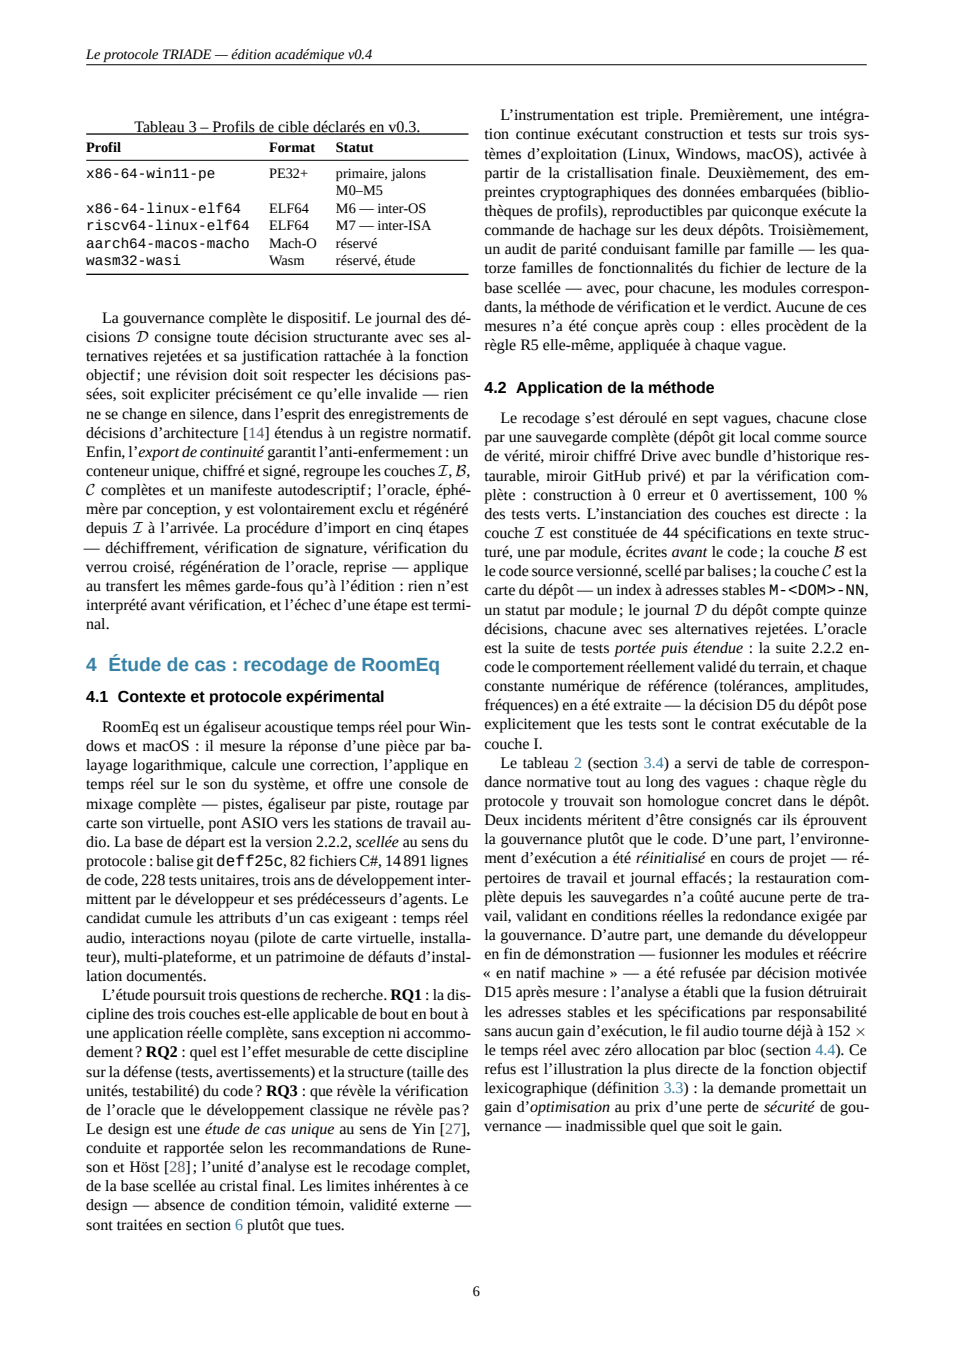 Le protocole TRIADE — édition académique v0.4
Tableau 3 – Profils de cible déclarés en v0.3.
Profil Format Statut
x86-64-win11-pe PE32+ primaire, jalons
M0–M5
x86-64-linux-elf64 ELF64 M6 — inter-OS
riscv64-linux-elf64 ELF64 M7 — inter-ISA
aarch64-macos-macho Mach-O réservé
wasm32-wasi Wasm réservé, étude
La gouvernance complète le dispositif. Le journal des dé-
cisions 𝒟 consigne toute décision structurante avec ses al-
ternatives rejetées et sa justification rattachée à la fonction
objectif ; une révision doit soit respecter les décisions pas-
sées, soit expliciter précisément ce qu’elle invalide — rien
ne se change en silence, dans l’esprit des enregistrements de
décisions d’architecture [14] étendus à un registre normatif.
Enfin, l’export de continuité garantit l’anti-enfermement : un
conteneur unique, chiffré et signé, regroupe les couches ℐ, ℬ,
𝒞 complètes et un manifeste autodescriptif ; l’oracle, éphé-
mère par conception, y est volontairement exclu et régénéré
depuis ℐ à l’arrivée. La procédure d’import en cinq étapes
— déchiffrement, vérification de signature, vérification du
verrou croisé, régénération de l’oracle, reprise — applique
au transfert les mêmes garde-fous qu’à l’édition : rien n’est
interprété avant vérification, et l’échec d’une étape est termi-
nal.
4 Étude de cas : recodage de RoomEq
4.1 Contexte et protocole expérimental
RoomEq est un égaliseur acoustique temps réel pour Win-
dows et macOS : il mesure la réponse d’une pièce par ba-
layage logarithmique, calcule une correction, l’applique en
temps réel sur le son du système, et offre une console de
mixage complète — pistes, égaliseur par piste, routage par
carte son virtuelle, pont ASIO vers les stations de travail au-
dio. La base de départ est la version 2.2.2, scellée au sens du
protocole : balise git deff25c, 82 fichiers C#, 14 891 lignes
de code, 228 tests unitaires, trois ans de développement inter-
mittent par le développeur et ses prédécesseurs d’agents. Le
candidat cumule les attributs d’un cas exigeant : temps réel
audio, interactions noyau (pilote de carte virtuelle, installa-
teur), multi-plateforme, et un patrimoine de défauts d’instal-
lation documentés.
L’étude poursuit trois questions de recherche. RQ1 : la dis-
cipline des trois couches est-elle applicable de bout en bout à
une application réelle complète, sans exception ni accommo-
dement ? RQ2 : quel est l’effet mesurable de cette discipline
sur la défense (tests, avertissements) et la structure (taille des
unités, testabilité) du code ? RQ3 : que révèle la vérification
de l’oracle que le développement classique ne révèle pas ?
Le design est une étude de cas unique au sens de Yin [27],
conduite et rapportée selon les recommandations de Rune-
son et Höst [28] ; l’unité d’analyse est le recodage complet,
de la base scellée au cristal final. Les limites inhérentes à ce
design — absence de condition témoin, validité externe —
sont traitées en section 6 plutôt que tues.
L’instrumentation est triple. Premièrement, une intégra-
tion continue exécutant construction et tests sur trois sys-
tèmes d’exploitation (Linux, Windows, macOS), activée à
partir de la cristallisation finale. Deuxièmement, des em-
preintes cryptographiques des données embarquées (biblio-
thèques de profils), reproductibles par quiconque exécute la
commande de hachage sur les deux dépôts. Troisièmement,
un audit de parité conduisant famille par famille — les qua-
torze familles de fonctionnalités du fichier de lecture de la
base scellée — avec, pour chacune, les modules correspon-
dants, la méthode de vérification et le verdict. Aucune de ces
mesures n’a été conçue après coup : elles procèdent de la
règle R5 elle-même, appliquée à chaque vague.
4.2 Application de la méthode
Le recodage s’est déroulé en sept vagues, chacune close
par une sauvegarde complète (dépôt git local comme source
de vérité, miroir chiffré Drive avec bundle d’historique res-
taurable, miroir GitHub privé) et par la vérification com-
plète : construction à 0 erreur et 0 avertissement, 100 %
des tests verts. L’instanciation des couches est directe : la
couche ℐ est constituée de 44 spécifications en texte struc-
turé, une par module, écrites avant le code ; la couche ℬ est
le code source versionné, scellé par balises ; la couche 𝒞 est la
carte du dépôt — un index à adresses stables M-<DOM>-NN,
un statut par module ; le journal 𝒟 du dépôt compte quinze
décisions, chacune avec ses alternatives rejetées. L’oracle
est la suite de tests portée puis étendue : la suite 2.2.2 en-
code le comportement réellement validé du terrain, et chaque
constante numérique de référence (tolérances, amplitudes,
fréquences) en a été extraite — la décision D5 du dépôt pose
explicitement que les tests sont le contrat exécutable de la
couche I.
Le tableau 2 (section 3.4) a servi de table de correspon-
dance normative tout au long des vagues : chaque règle du
protocole y trouvait son homologue concret dans le dépôt.
Deux incidents méritent d’être consignés car ils éprouvent
la gouvernance plutôt que le code. D’une part, l’environne-
ment d’exécution a été réinitialisé en cours de projet — ré-
pertoires de travail et journal effacés ; la restauration com-
plète depuis les sauvegardes n’a coûté aucune perte de tra-
vail, validant en conditions réelles la redondance exigée par
la gouvernance. D’autre part, une demande du développeur
en fin de démonstration — fusionner les modules et réécrire
« en natif machine » — a été refusée par décision motivée
D15 après mesure : l’analyse a établi que la fusion détruirait
les adresses stables et les spécifications par responsabilité
sans aucun gain d’exécution, le fil audio tourne déjà à 152 ×
le temps réel avec zéro allocation par bloc (section 4.4). Ce
refus est l’illustration la plus directe de la fonction objectif
lexicographique (définition 3.3) : la demande promettait un
gain d’optimisation au prix d’une perte de sécurité de gou-
vernance — inadmissible quel que soit le gain.
6